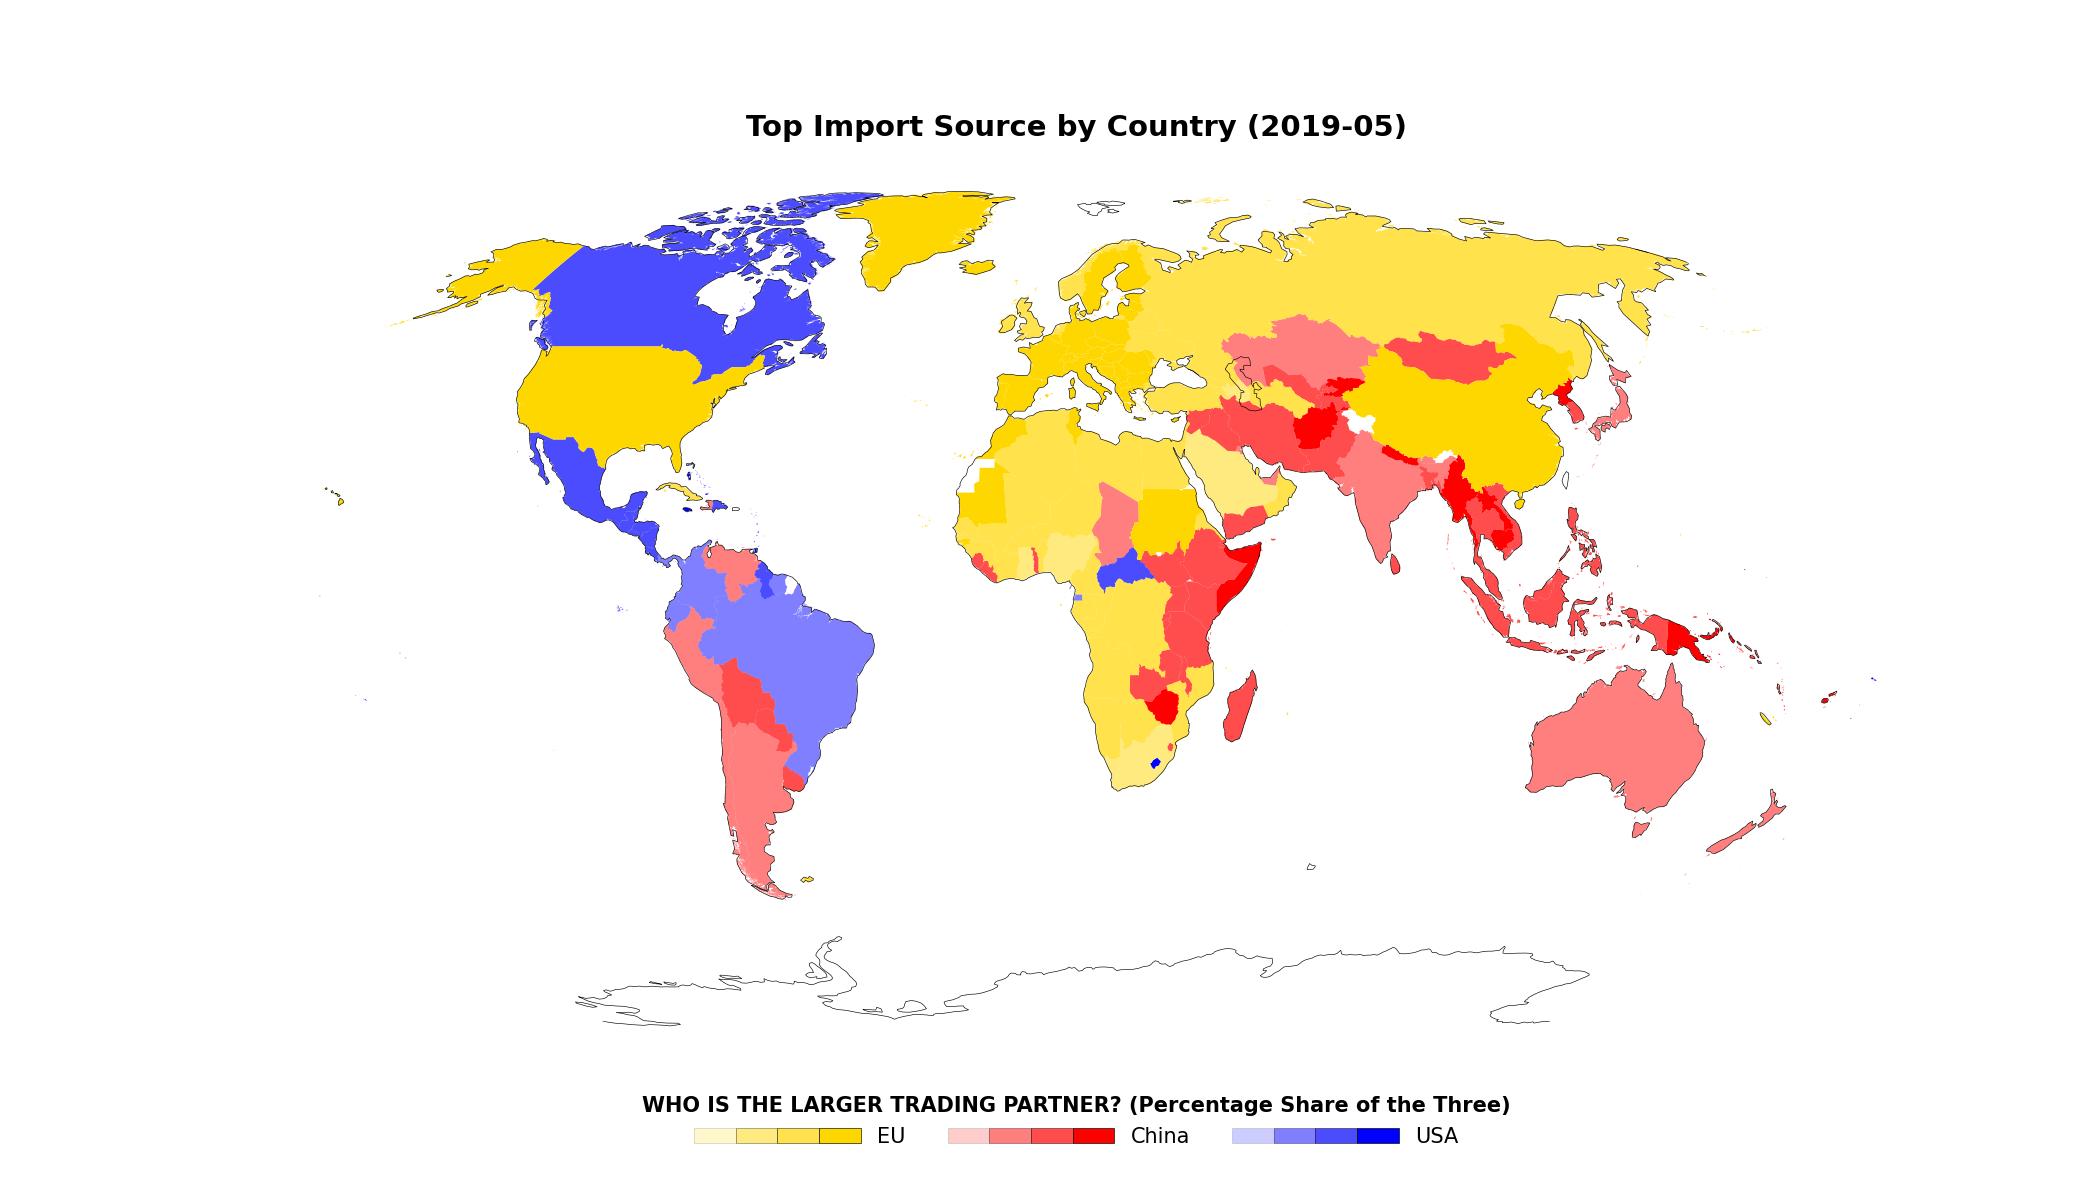 Top Import Source by Country (2019-05)
WHO IS THE LARGER TRADING PARTNER? (Percentage Share of the Three)
EU China USA